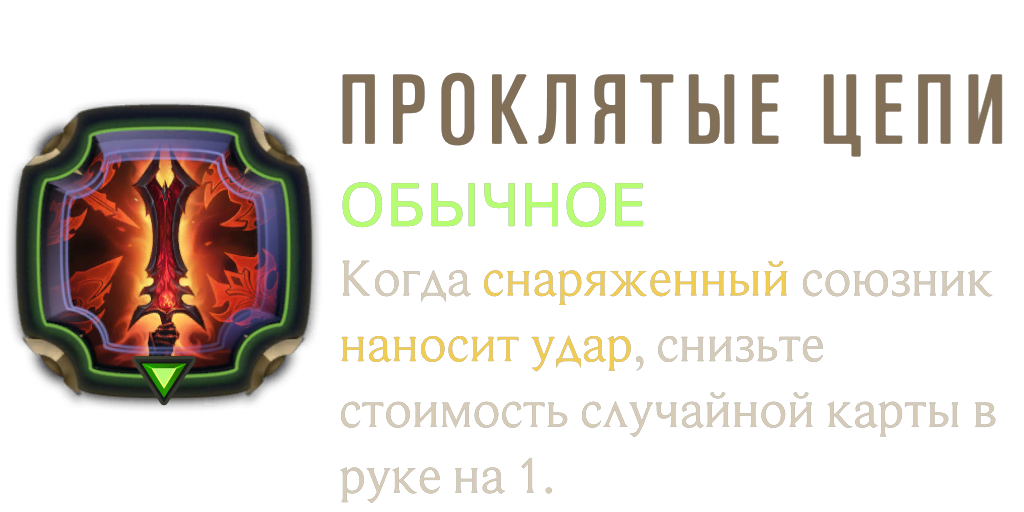 ПРОКЛЯТЫЕ ЦЕПИ
ОБЫЧНОЕ
Когда снаряженный союзник
наносит удар, снизьте
стоимость случайной карты в
руке на 1.